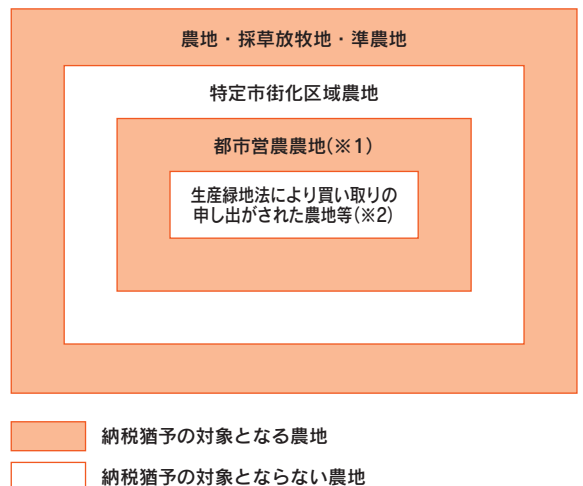 農地・採草放牧地・準農地
特定市街化区域農地
都市営農農地(※1)
生産緑地法により買い取りの
申し出がされた農地等(※2)
納税猶予の対象となる農地
納税猶予の対象とならない農地